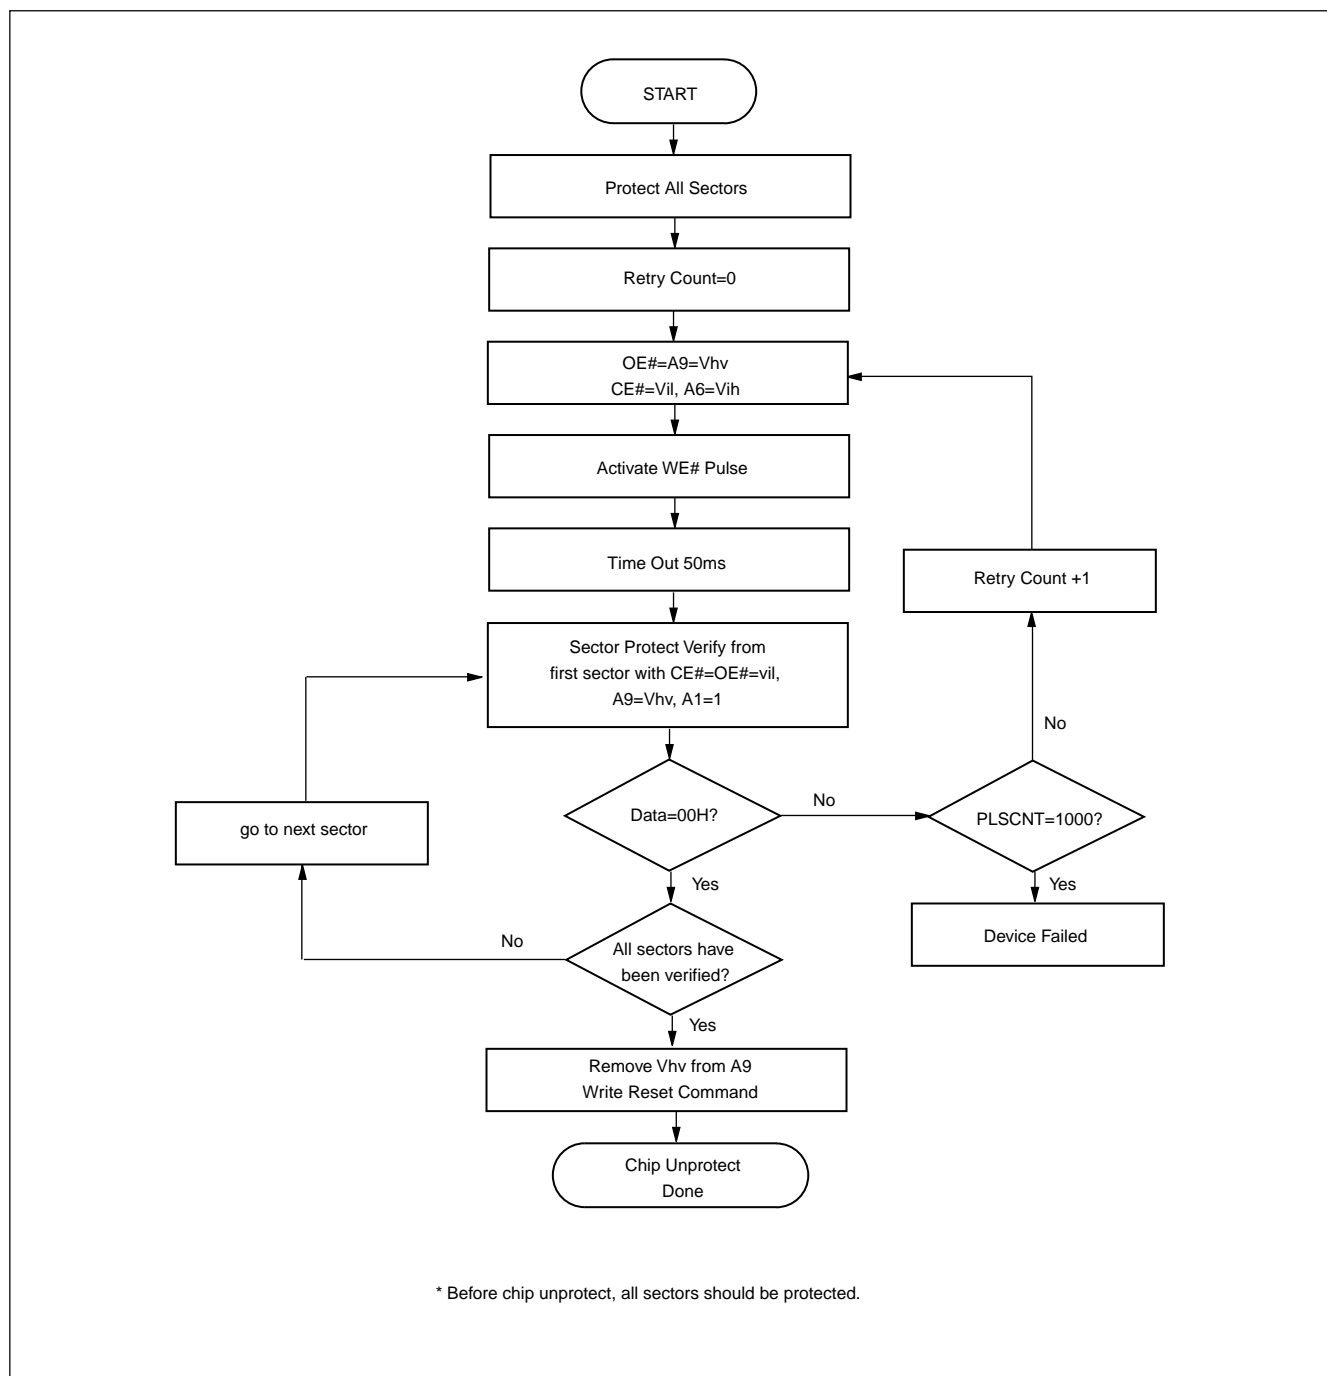 START
Protect All Sectors
Retry Count=0
OE#=A9=Vhv
CE#=Vil, A6=Vih
Activate WE# Pulse
Time Out 50ms
Retry Count +1
Sector Protect Verify from
first sector with CE#=OE#=vil,
A9=Vhv, A1=1
No
go to next sector
Data=00H?
No
PLSCNT=1000?
Yes
Yes
Device Failed
No
All sectors have
been verified?
Yes
Remove Vhv from A9
Write Reset Command
Chip Unprotect
Done
* Before chip unprotect, all sectors should be protected.